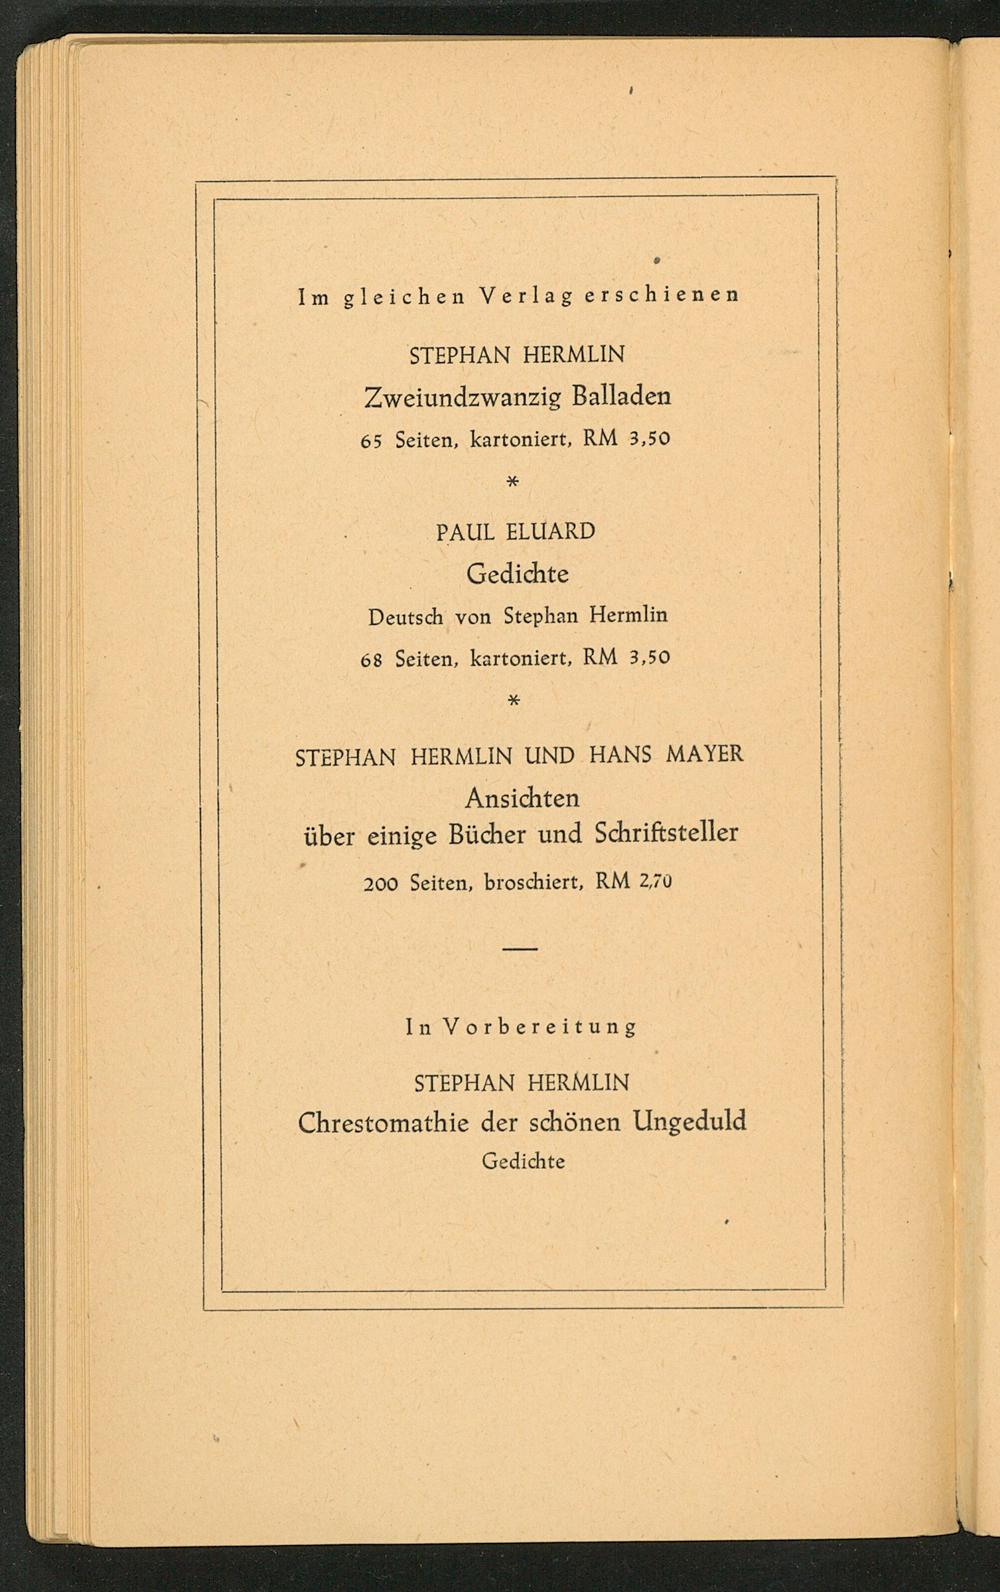 Im gleichen Verlag erschienen
STEPHAN HERMLIN
Zweiundzwanzig Balladen
65 Seiten, kartoniert, RM 3,50
*
PAUL ELUARD
Gedichte
Deutsch von Stephan Hermlin
68 Seiten, kartoniert, RM 3,50
*
STEPHAN HERMLIN UND HANS MAYER
Ansichten
über einige Bücher und Schriftsteller
200 Seiten, broschiert, RM 2,70
—
In Vorbereitung
STEPHAN HERMLIN
Chrestomathie der schönen Ungeduld
Gedichte